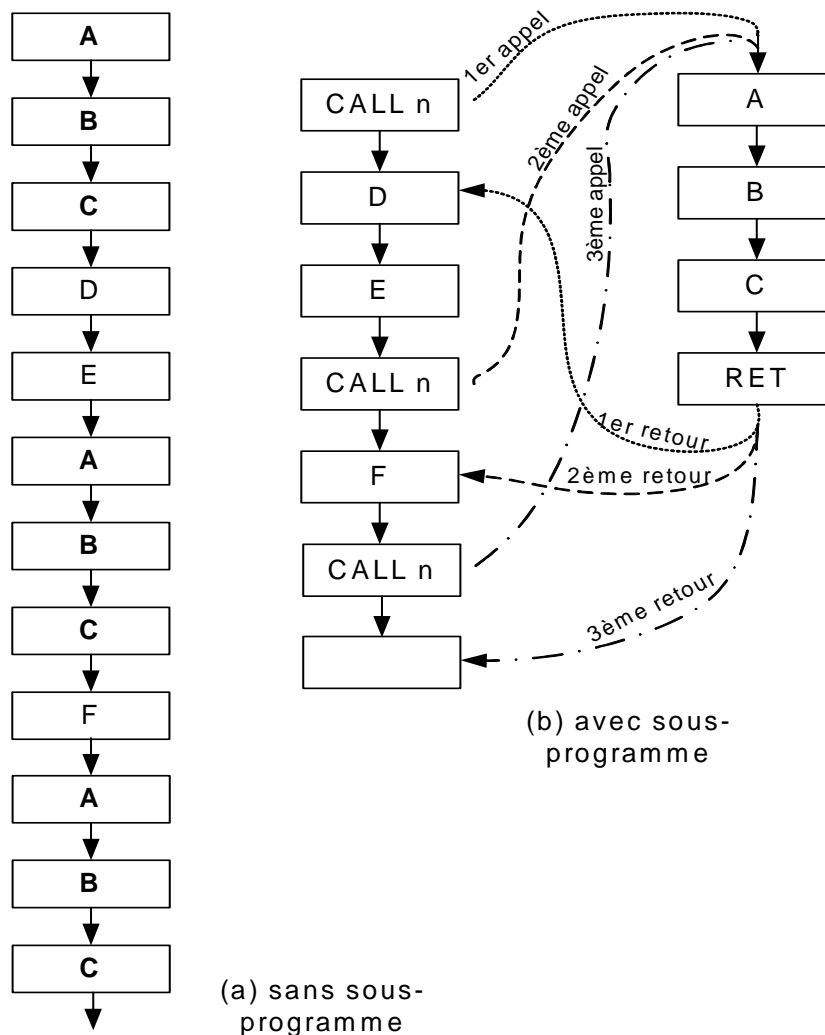 A
B
C
D
E
A
B
C
F
A
B
C
(a) sans sous-
programme
CALL n
D
E
CALL n
F
CALL n
1er appel
2ème appel
3ème appel
A
B
C
RET
1er retour
2ème retour
3ème retour
(b) avec sous-
programme